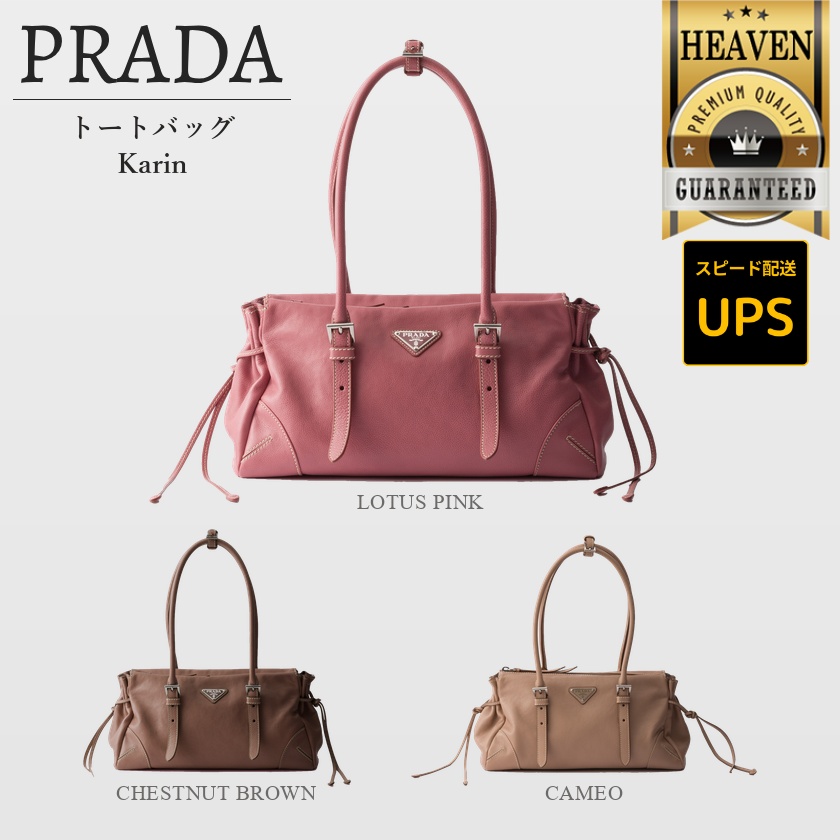 PRADA
トートバッグ
Karin
HEAVEN
PREMIUM QUALITY
GUARANTEED
スピード配送
UPS
PRADA
LOTUS PINK
CHESTNUT BROWN
CAMEO